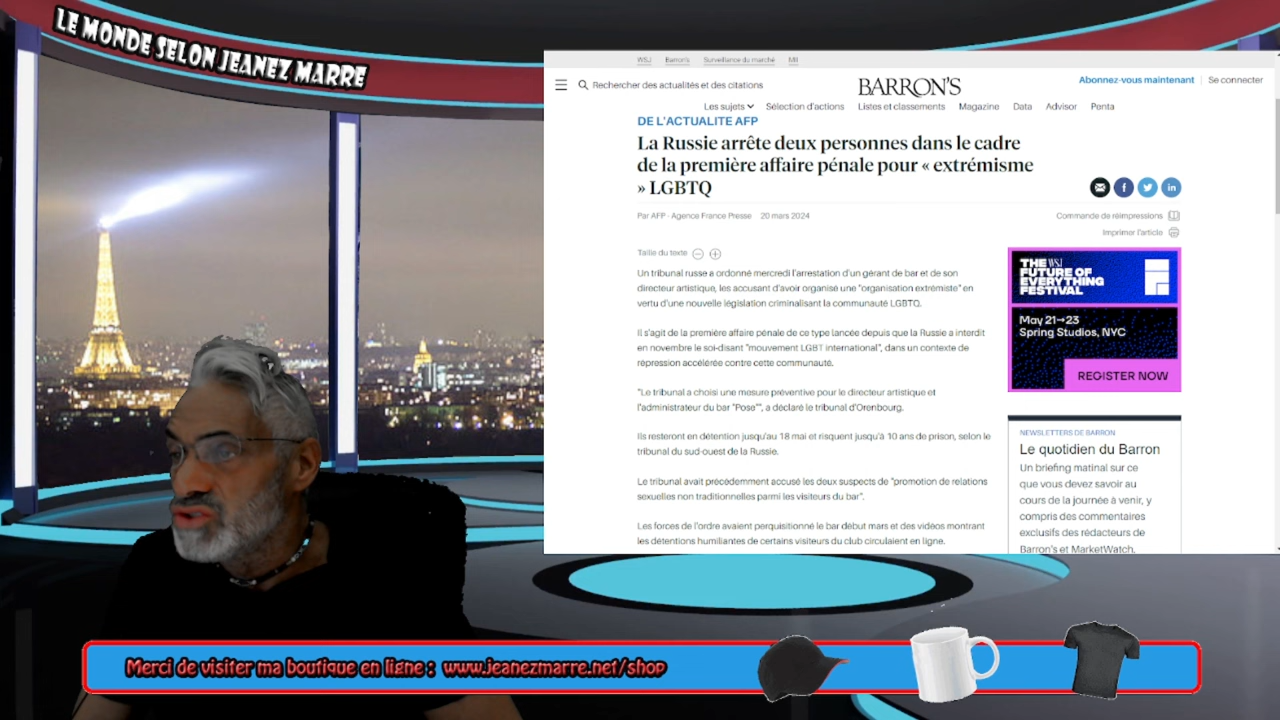 LE MONDE SELON JEANEZ MARRE
WSJ Barron's Surveillance du marché MII
Rechercher des actualités et des citations
BARRON'S
Abonnez-vous maintenant Se connecter
Les sujets Sélection d'actions Listes et classements Magazine Data Advisor Penta
DE L'ACTUALITE AFP
La Russie arrête deux personnes dans le cadre
de la première affaire pénale pour « extrémisme
» LGBTQ
Par AFP - Agence France Presse 20 mars 2024
Commande de réimpressions
Imprimer l'article
Taille du texte
Un tribunal russe a ordonné mercredi l'arrestation d'un gérant de bar et de son
directeur artistique, les accusant d'avoir organisé une "organisation extrémiste" en
vertu d'une nouvelle législation criminalisant la communauté LGBTQ.
Il s'agit de la première affaire pénale de ce type lancée depuis que la Russie a interdit
en novembre le soi-disant "mouvement LGBT international", dans un contexte de
répression accélérée contre cette communauté.
"Le tribunal a choisi une mesure préventive pour le directeur artistique et
l'administrateur du bar "Pose"", a déclaré le tribunal d'Orenbourg.
Ils resteront en détention jusqu'au 18 mai et risquent jusqu'à 10 ans de prison, selon le
tribunal du sud-ouest de la Russie.
Le tribunal avait précédemment accusé les deux suspects de "promotion de relations
sexuelles non traditionnelles parmi les visiteurs du bar".
Les forces de l'ordre avaient perquisitionné le bar début mars et des vidéos montrant
les détentions humiliantes de certains visiteurs du club circulaient en ligne.
THE WSJ
FUTURE OF
EVERYTHING
FESTIVAL
May 21→23
Spring Studios, NYC
REGISTER NOW
NEWSLETTERS DE BARRON
Le quotidien du Barron
Un briefing matinal sur ce
que vous devez savoir au
cours de la journée à venir, y
compris des commentaires
exclusifs des rédacteurs de
Barron's et MarketWatch.
Merci de visiter ma boutique en ligne : www.jeanezmarre.net/shop